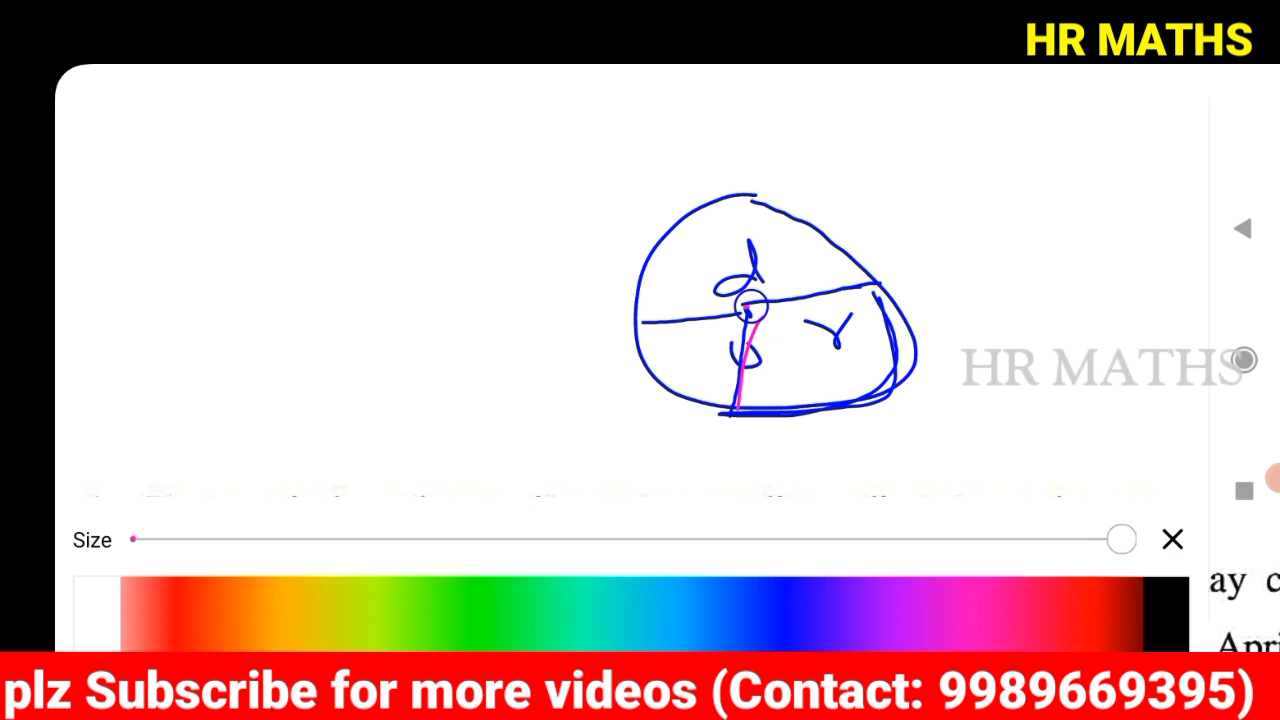 HR MATHS
d
r
HR MATHS
Size
ay c
Apri
plz Subscribe for more videos (Contact: 9989669395)